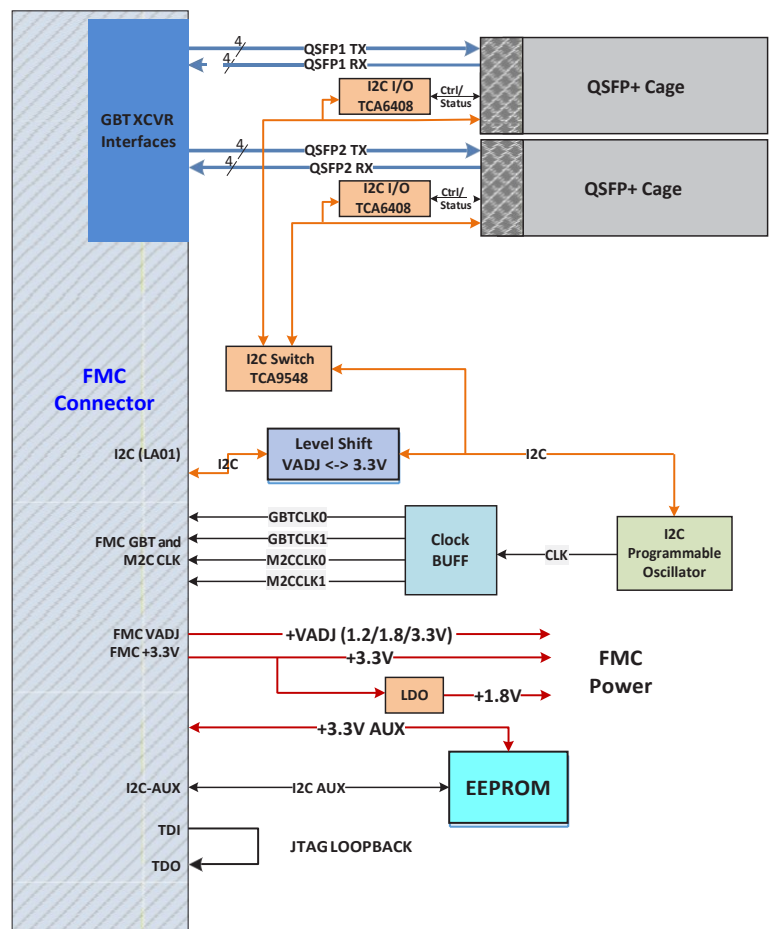 4
QSFP1 TX
4
QSFP1 RX
GBT XCVR
Interfaces
I2C I/O
TCA6408
Ctrl/
Status
QSFP+ Cage
4
QSFP2 TX
4
QSFP2 RX
I2C I/O
TCA6408
Ctrl/
Status
QSFP+ Cage
I2C Switch
TCA9548
FMC
Connector
I2C (LA01)
I2C
Level Shift
VADJ <-> 3.3V
I2C
FMC GBT and
M2C CLK
GBTCLK0
GBTCLK1
M2CCLK0
M2CCLK1
Clock
BUFF
CLK
I2C
Programmable
Oscillator
FMC VADJ
FMC +3.3V
+VADJ (1.2/1.8/3.3V)
+3.3V
LDO
+1.8V
FMC
Power
+3.3V AUX
I2C-AUX
I2C AUX
EEPROM
TDI
JTAG LOOPBACK
TDO